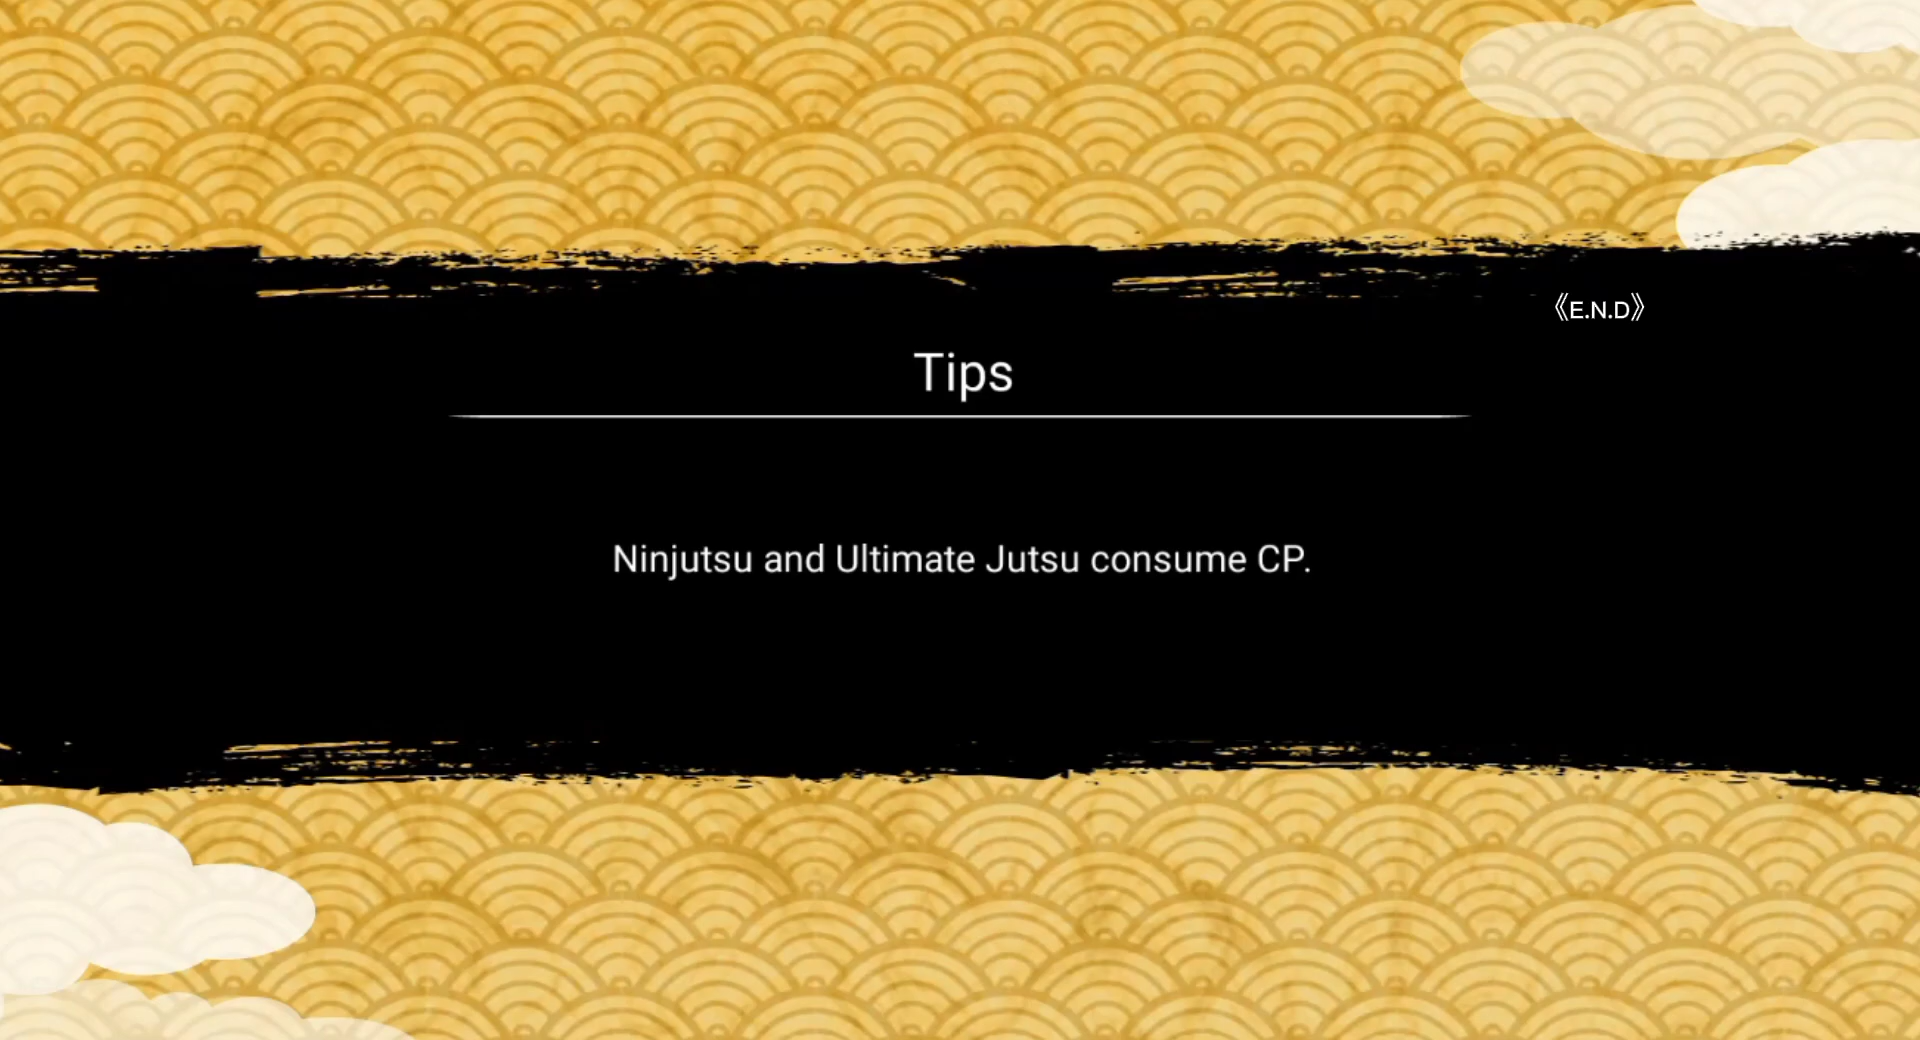 《E.N.D》
Tips
Ninjutsu and Ultimate Jutsu consume CP.